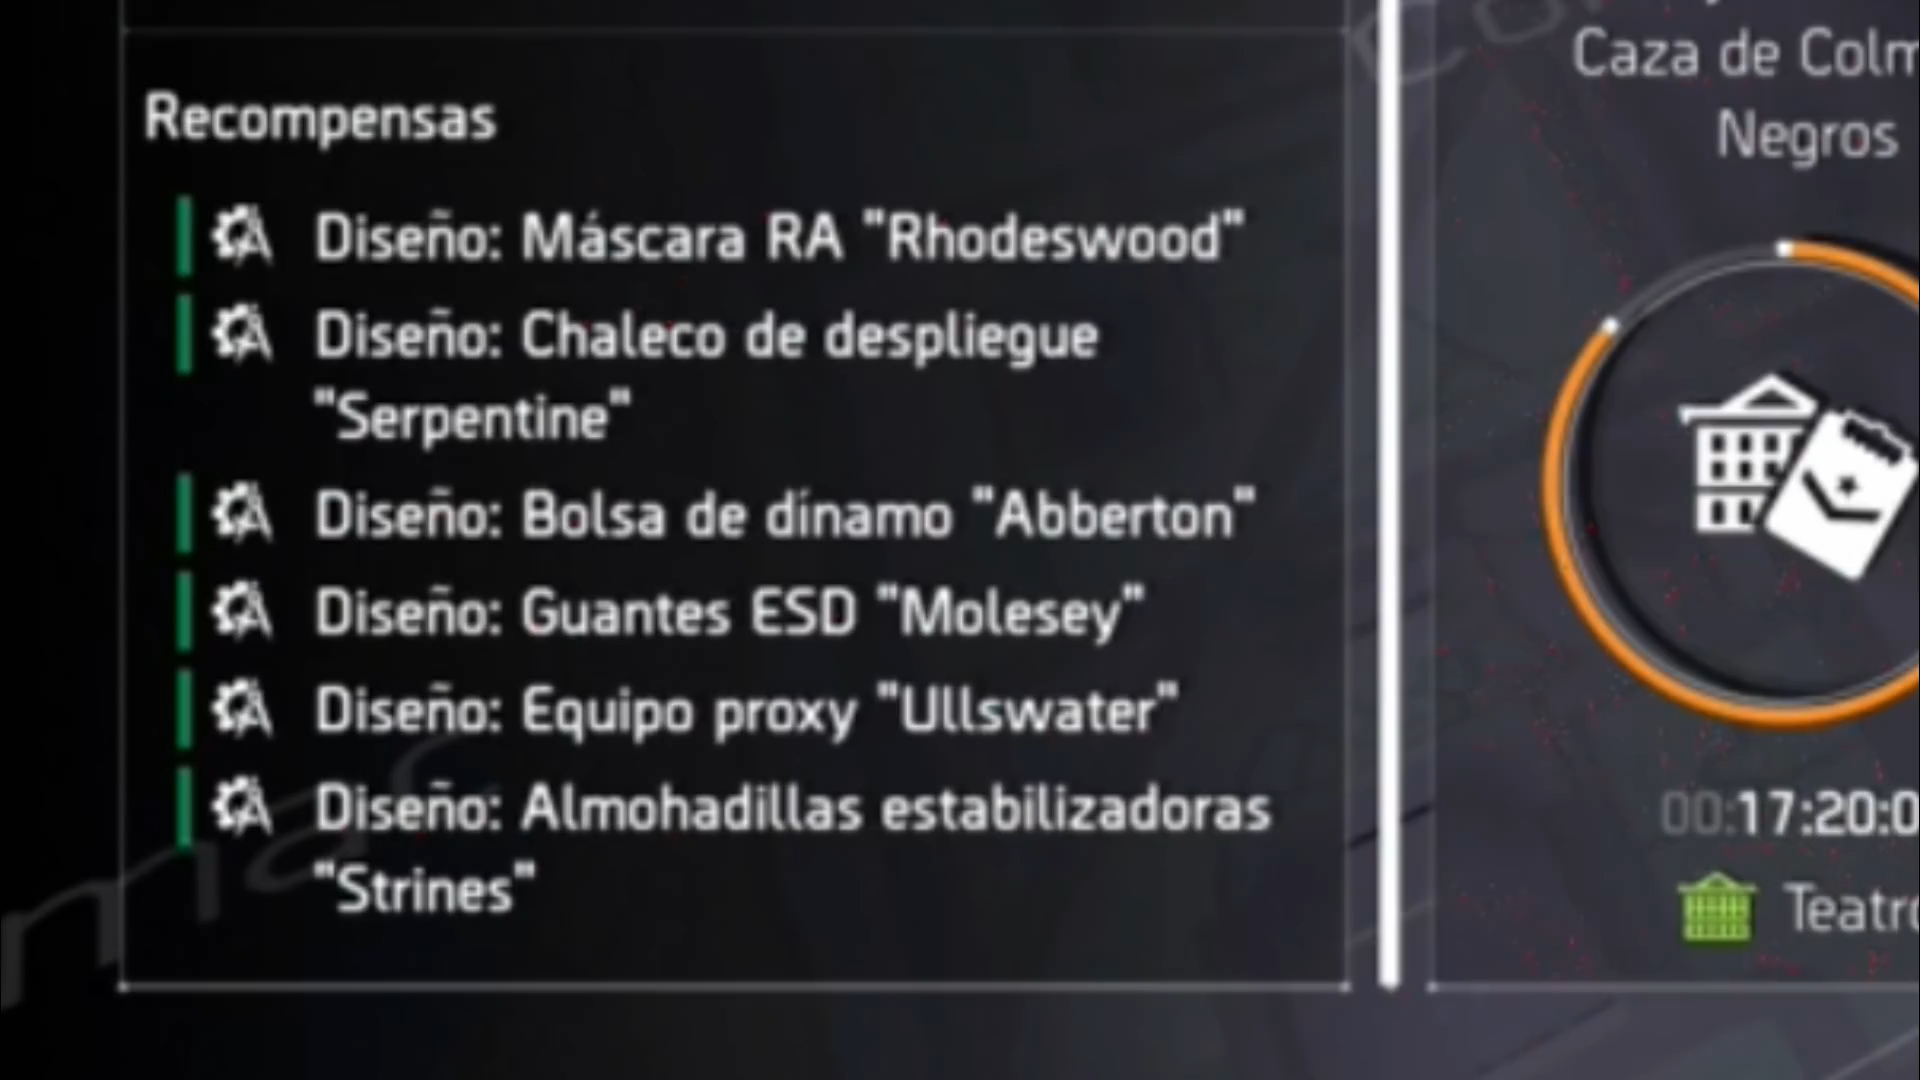 Recompensas
Diseño: Máscara RA "Rhodeswood"
Diseño: Chaleco de despliegue
"Serpentine"
Diseño: Bolsa de dínamo "Abberton"
Diseño: Guantes ESD "Molesey"
Diseño: Equipo proxy "Ullswater"
Diseño: Almohadillas estabilizadoras
"Strines"
Caza de Colm
Negros
00:17:20:0
Teatro